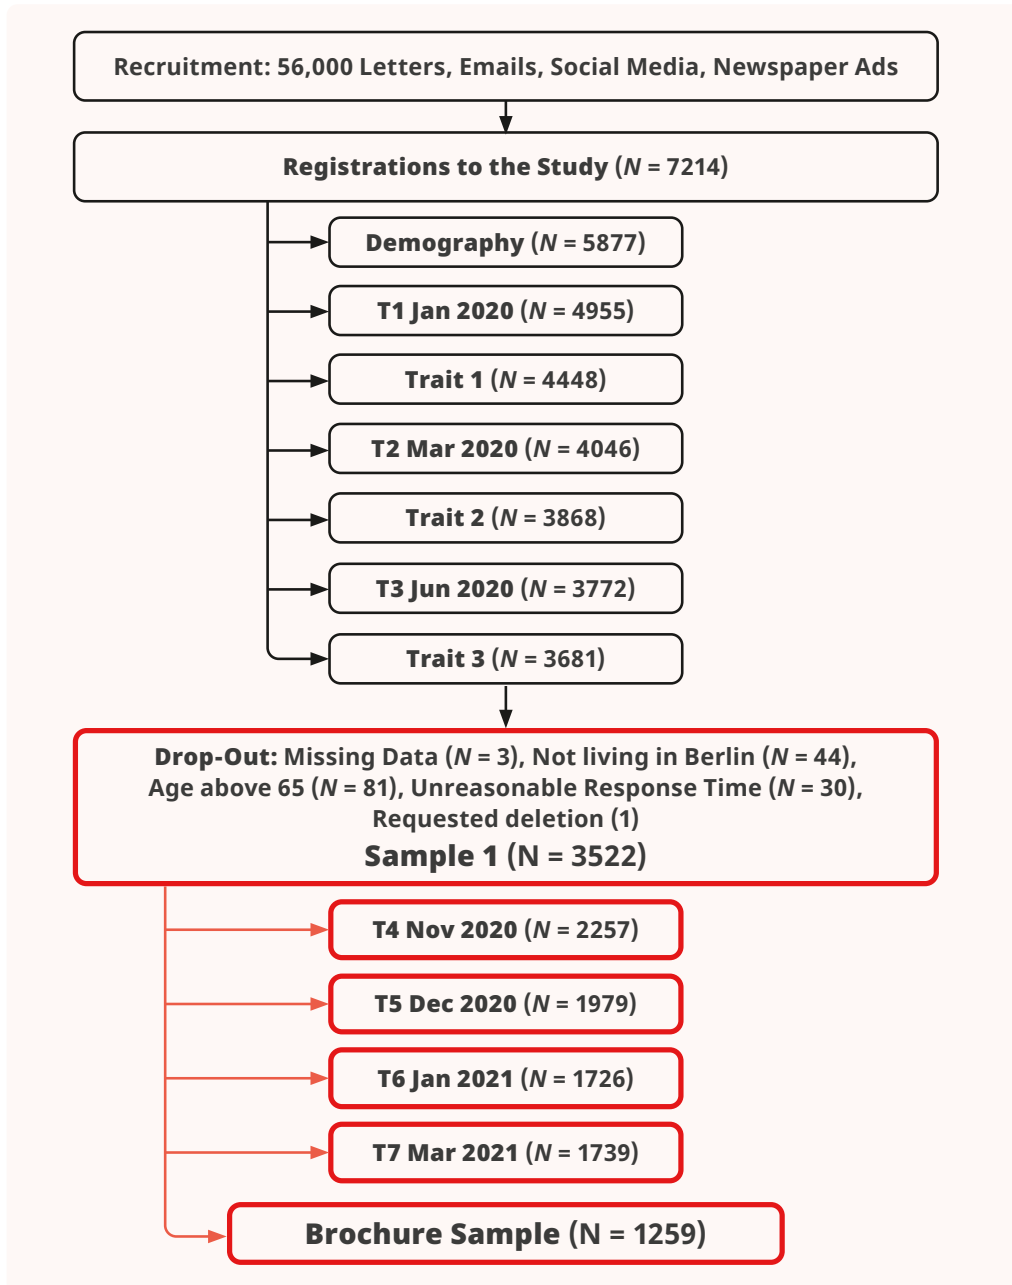 Recruitment: 56,000 Letters, Emails, Social Media, Newspaper Ads
Registrations to the Study (N = 7214)
Demography (N = 5877)
T1 Jan 2020 (N = 4955)
Trait 1 (N = 4448)
T2 Mar 2020 (N = 4046)
Trait 2 (N = 3868)
T3 Jun 2020 (N = 3772)
Trait 3 (N = 3681)
Drop-Out: Missing Data (N = 3), Not living in Berlin (N = 44),
Age above 65 (N = 81), Unreasonable Response Time (N = 30),
Requested deletion (1)
Sample 1 (N = 3522)
T4 Nov 2020 (N = 2257)
T5 Dec 2020 (N = 1979)
T6 Jan 2021 (N = 1726)
T7 Mar 2021 (N = 1739)
Brochure Sample (N = 1259)